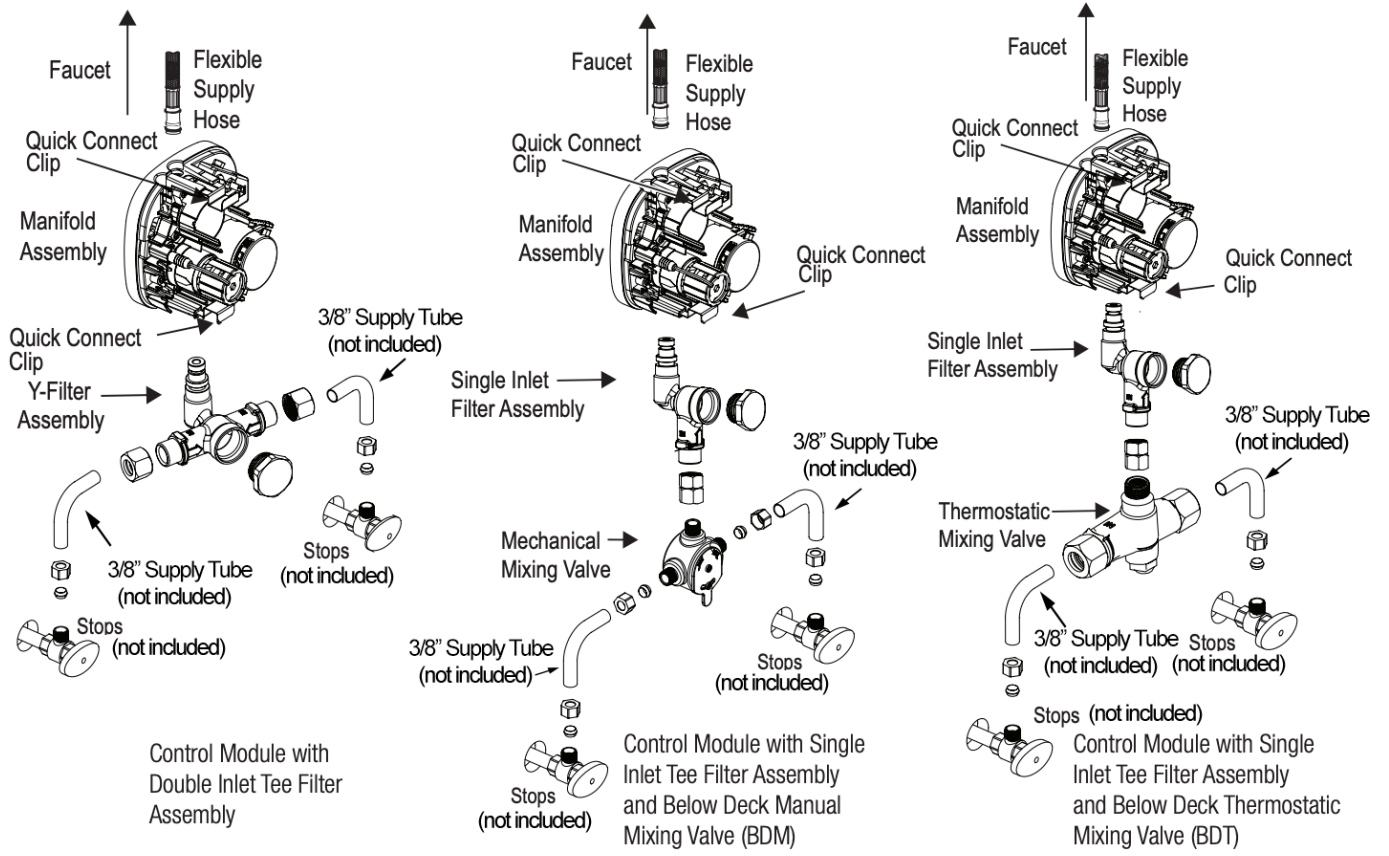 Faucet
Flexible
Supply
Hose
Quick Connect
Clip
Manifold
Assembly
Quick Connect
Clip
3/8” Supply Tube
(not included)
Y-Filter
Assembly
3/8” Supply Tube
(not included)
Stops
(not included)
Stops
(not included)
Control Module with
Double Inlet Tee Filter
Assembly
Faucet
Flexible
Supply
Hose
Quick Connect
Clip
Manifold
Assembly
Quick Connect
Clip
Single Inlet
Filter Assembly
3/8” Supply Tube
(not included)
Mechanical
Mixing Valve
3/8” Supply Tube
(not included)
Stops
(not included)
Stops
(not included)
Control Module with Single
Inlet Tee Filter Assembly
and Below Deck Manual
Mixing Valve (BDM)
Faucet
Flexible
Supply
Hose
Quick Connect
Clip
Manifold
Assembly
Quick Connect
Clip
Single Inlet
Filter Assembly
3/8” Supply Tube
(not included)
Thermostatic
Mixing Valve
3/8” Supply Tube
(not included)
Stops
(not included)
Stops (not included)
Control Module with Single
Inlet Tee Filter Assembly
and Below Deck Thermostatic
Mixing Valve (BDT)